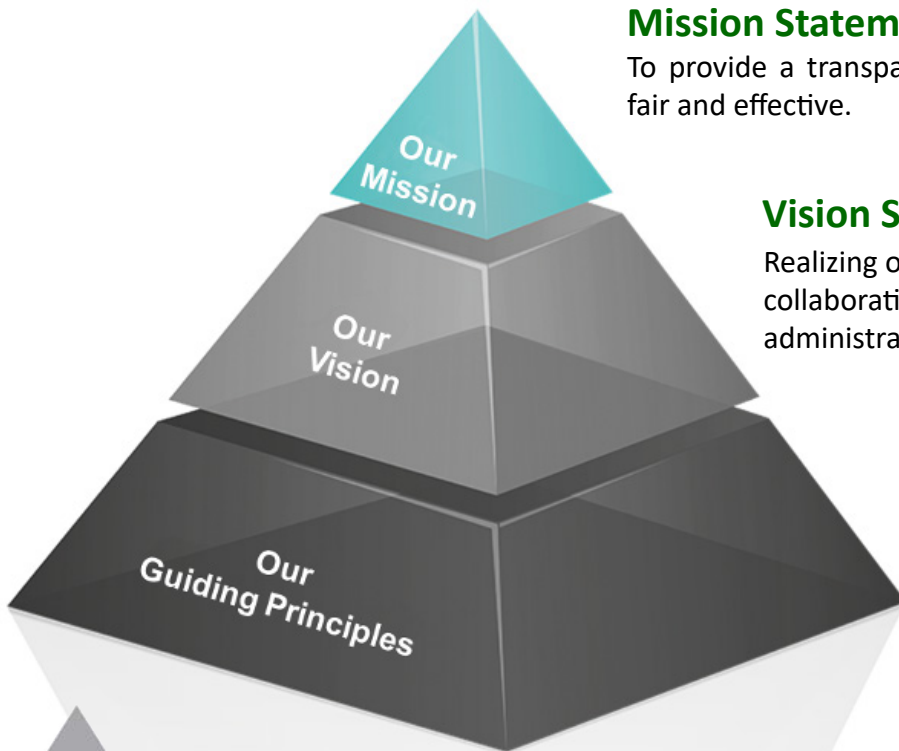 Mission Statem
To provide a transpa
fair and effective.
Our
Mission
Vision S
Realizing o
collaborati
administra
Our
Vision
Our
Guiding Principles